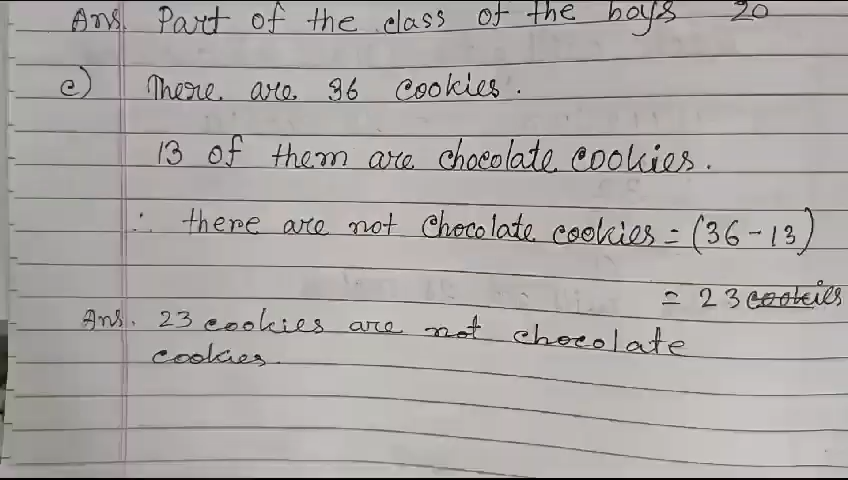 Ans. Part of the class of the boys 20
c) There are 36 cookies.
13 of them are chocolate cookies.
∴ there are not chocolate cookies = (36 - 13)
= 23 cookies
Ans. 23 cookies are not chocolate
cookies.